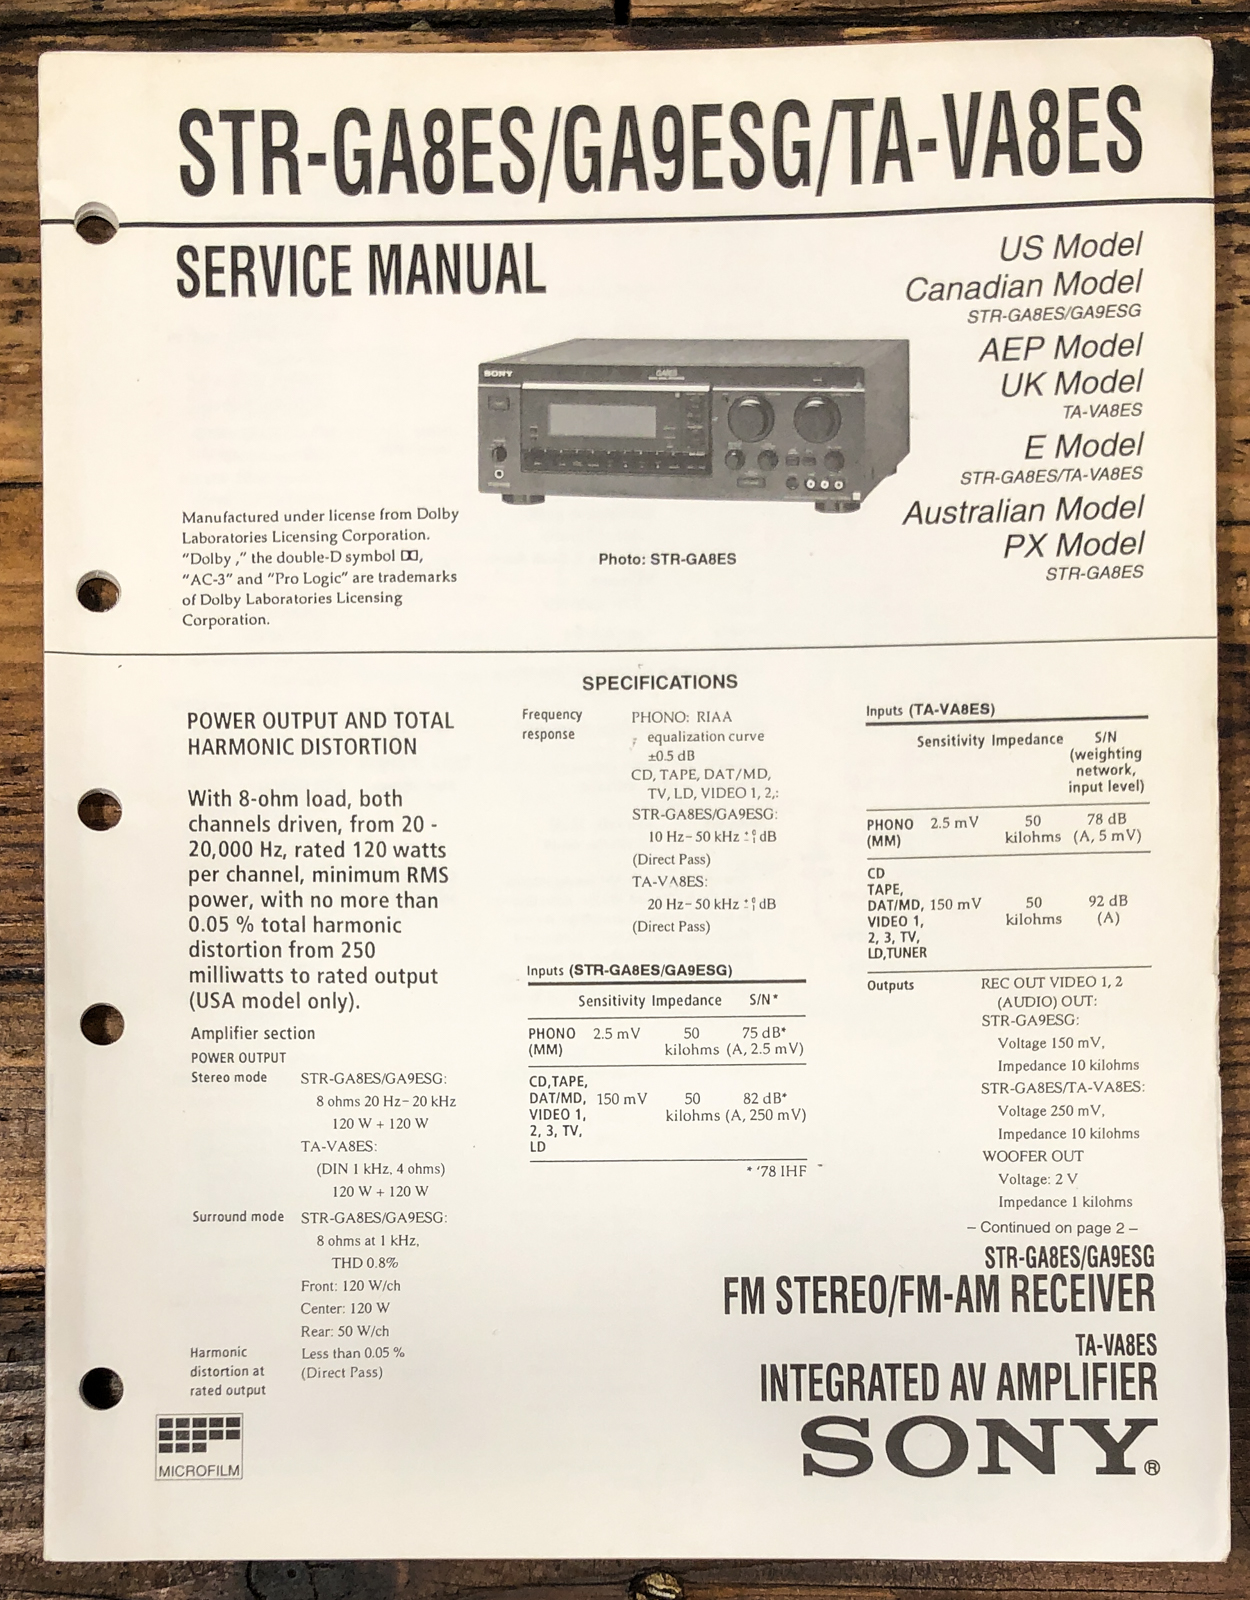 STR-GA8ES/GA9ESG/TA-VA8ES
SERVICE MANUAL
US Model
Canadian Model
STR-GA8ES/GA9ESG
AEP Model
UK Model
TA-VA8ES
E Model
STR-GA8ES/TA-VA8ES
Australian Model
PX Model
STR-GA8ES
SONY
Manufactured under license from Dolby
Laboratories Licensing Corporation.
“Dolby ,” the double-D symbol
“AC-3” and “Pro Logic” are trademarks
of Dolby Laboratories Licensing
Corporation.
Photo: STR-GA8ES
SPECIFICATIONS
POWER OUTPUT AND TOTAL
HARMONIC DISTORTION
With 8-ohm load, both
channels driven, from 20 -
20,000 Hz, rated 120 watts
per channel, minimum RMS
power, with no more than
0.05 % total harmonic
distortion from 250
milliwatts to rated output
(USA model only).
Amplifier section
POWER OUTPUT
Stereo mode STR-GA8ES/GA9ESG:
8 ohms 20 Hz– 20 kHz
120 W + 120 W
TA-VA8ES:
(DIN 1 kHz, 4 ohms)
120 W + 120 W
Surround mode STR-GA8ES/GA9ESG:
8 ohms at 1 kHz,
THD 0.8%
Front: 120 W/ch
Center: 120 W
Rear: 50 W/ch
Harmonic Less than 0.05 %
distortion at (Direct Pass)
rated output
MICROFILM
Frequency PHONO: RIAA
response equalization curve
±0.5 dB
CD, TAPE, DAT/MD,
TV, LD, VIDEO 1, 2,:
STR-GA8ES/GA9ESG:
10 Hz– 50 kHz dB
(Direct Pass)
TA-VA8ES:
20 Hz– 50 kHz dB
(Direct Pass)
Inputs (STR-GA8ES/GA9ESG)
Sensitivity Impedance S/N*
PHONO 2.5 mV 50 75 dB*
(MM) kilohms (A, 2.5 mV)
CD,TAPE,
DAT/MD, 150 mV 50 82 dB*
VIDEO 1, kilohms (A, 250 mV)
2, 3, TV,
LD
* '78 IHF
Inputs (TA-VA8ES)
Sensitivity Impedance S/N
(weighting
network,
input level)
PHONO 2.5 mV 50 78 dB
(MM) kilohms (A, 5 mV)
CD
TAPE,
DAT/MD, 150 mV 50 92 dB
VIDEO 1, kilohms (A)
2, 3, TV,
LD,TUNER
Outputs REC OUT VIDEO 1, 2
(AUDIO) OUT:
STR-GA9ESG:
Voltage 150 mV,
Impedance 10 kilohms
STR-GA8ES/TA-VA8ES:
Voltage 250 mV,
Impedance 10 kilohms
WOOFER OUT
Voltage: 2 V
Impedance 1 kilohms
– Continued on page 2 –
STR-GA8ES/GA9ESG
FM STEREO/FM-AM RECEIVER
TA-VA8ES
INTEGRATED AV AMPLIFIER
SONY®